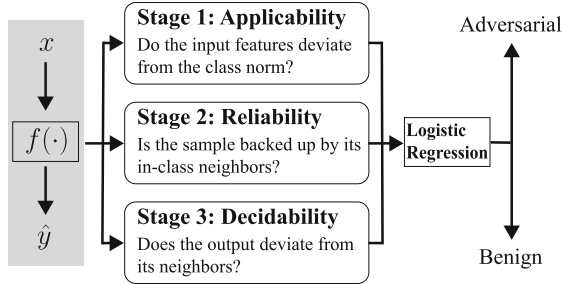 x
f(·)
ŷ
Stage 1: Applicability
Do the input features deviate
from the class norm?
Stage 2: Reliability
Is the sample backed up by its
in-class neighbors?
Stage 3: Decidability
Does the output deviate from
its neighbors?
Logistic
Regression
Adversarial
Benign